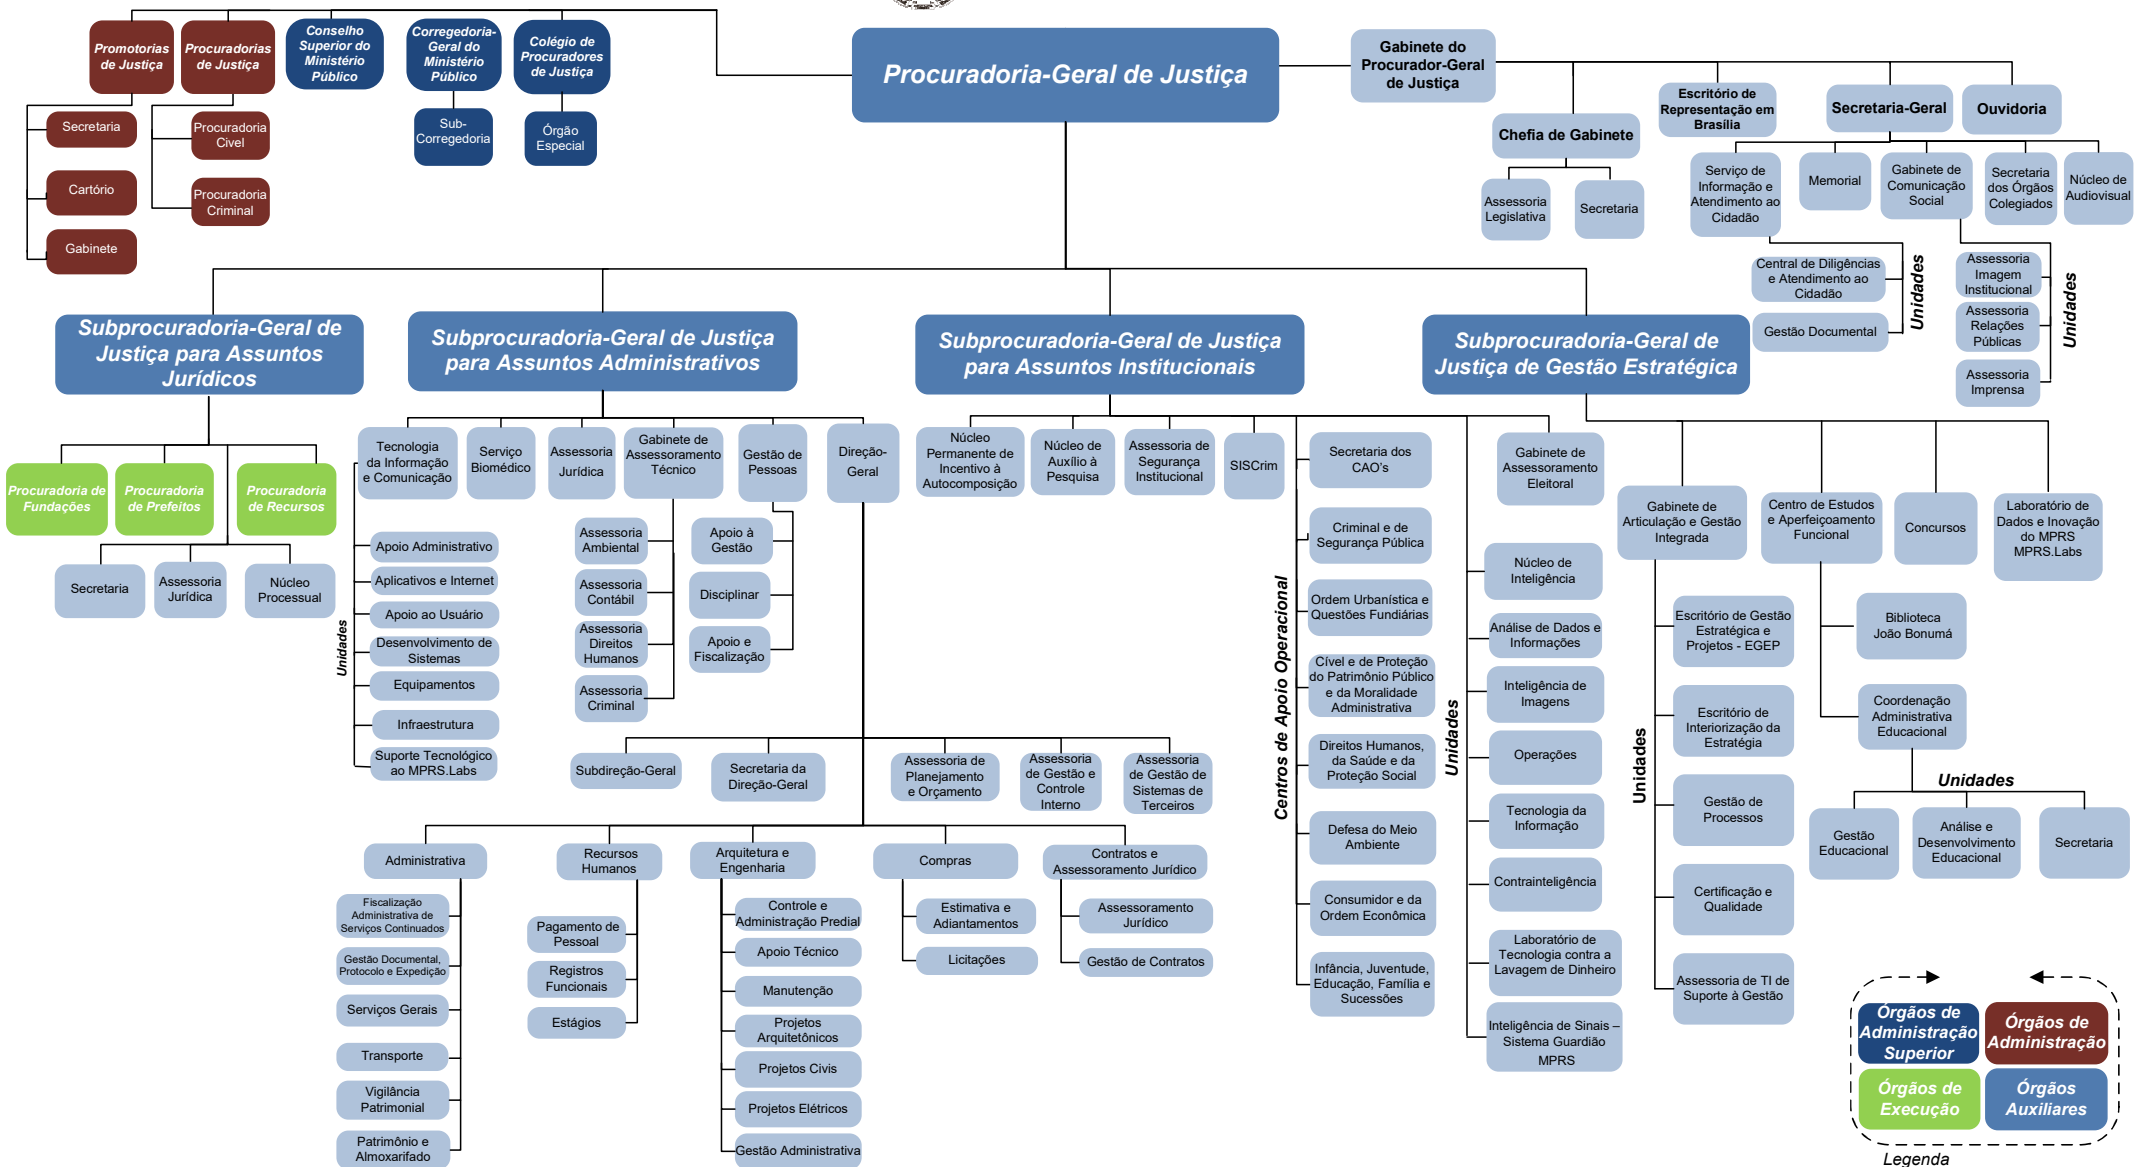 Promotorias
de Justiça
Procuradorias
de Justiça
Conselho
Superior do
Ministério
Público
Corregedoria-
Geral do
Ministério
Público
Colégio de
Procuradores
de Justiça
Procuradoria-Geral de Justiça
Gabinete do
Procurador-Geral
de Justiça
Secretaria
Cartório
Gabinete
Procuradoria
Civel
Procuradoria
Criminal
Sub-
Corregedoria
Órgão
Especial
Chefia de Gabinete
Escritório de
Representação em
Brasília
Secretaria-Geral
Ouvidoria
Assessoria
Legislativa
Secretaria
Serviço de
Informação e
Atendimento ao
Cidadão
Memorial
Gabinete de
Comunicação
Social
Secretaria
dos Órgãos
Colegiados
Núcleo de
Audiovisual
Central de Diligências
e Atendimento ao
Cidadão
Gestão Documental
Unidades
Assessoria
Imagem
Institucional
Assessoria
Relações
Públicas
Assessoria
Imprensa
Unidades
Subprocuradoria-Geral de
Justiça para Assuntos
Jurídicos
Subprocuradoria-Geral de Justiça
para Assuntos Administrativos
Subprocuradoria-Geral de Justiça
para Assuntos Institucionais
Subprocuradoria-Geral de
Justiça de Gestão Estratégica
Procuradoria de
Fundações
Procuradoria
de Prefeitos
Procuradoria
de Recursos
Secretaria
Assessoria
Jurídica
Núcleo
Processual
Tecnologia
da Informação
e Comunicação
Serviço
Biomédico
Assessoria
Jurídica
Gabinete de
Assessoramento
Técnico
Gestão de
Pessoas
Direção-
Geral
Unidades
Apoio Administrativo
Aplicativos e Internet
Apoio ao Usuário
Desenvolvimento de
Sistemas
Equipamentos
Infraestrutura
Suporte Tecnológico
ao MPRS.Labs
Assessoria
Ambiental
Assessoria
Contábil
Assessoria
Direitos
Humanos
Assessoria
Criminal
Apoio à
Gestão
Disciplinar
Apoio e
Fiscalização
Subdireção-Geral
Secretaria da
Direção-Geral
Assessoria de
Planejamento
e Orçamento
Assessoria
de Gestão e
Controle
Interno
Assessoria
de Gestão de
Sistemas de
Terceiros
Administrativa
Recursos
Humanos
Arquitetura e
Engenharia
Compras
Contratos e
Assessoramento Jurídico
Fiscalização
Administrativa de
Serviços Continuados
Gestão Documental,
Protocolo e Expedição
Serviços Gerais
Transporte
Vigilância
Patrimonial
Patrimônio e
Almoxarifado
Pagamento de
Pessoal
Registros
Funcionais
Estágios
Controle e
Administração Predial
Apoio Técnico
Manutenção
Projetos
Arquitetônicos
Projetos Civis
Projetos Elétricos
Gestão Administrativa
Estimativa e
Adiantamentos
Licitações
Assessoramento
Jurídico
Gestão de Contratos
Núcleo
Permanente de
Incentivo à
Autocomposição
Núcleo de
Auxílio à
Pesquisa
Assessoria de
Segurança
Institucional
SISCrim
Centros de Apoio Operacional
Secretaria dos
CAO's
Criminal e de
Segurança Pública
Ordem Urbanística e
Questões Fundiárias
Cível e de Proteção
do Patrimônio Público
e da Moralidade
Administrativa
Direitos Humanos,
da Saúde e da
Proteção Social
Defesa do Meio
Ambiente
Consumidor e da
Ordem Econômica
Infância, Juventude,
Educação, Família e
Sucessões
Gabinete de
Assessoramento
Eleitoral
Unidades
Núcleo de
Inteligência
Análise de Dados e
Informações
Inteligência de
Imagens
Operações
Tecnologia da
Informação
Contrainteligência
Laboratório de
Tecnologia contra a
Lavagem de Dinheiro
Inteligência de Sinais –
Sistema Guardião
MPRS
Gabinete de
Articulação e Gestão
Integrada
Centro de Estudos
e Aperfeiçoamento
Funcional
Concursos
Laboratório de
Dados e Inovação
do MPRS
MPRS.Labs
Unidades
Escritório de Gestão
Estratégica e
Projetos - EGEP
Escritório de
Interiorização da
Estratégia
Gestão de
Processos
Certificação e
Qualidade
Assessoria de TI de
Suporte à Gestão
Biblioteca
João Bonumá
Coordenação
Administrativa
Educacional
Unidades
Gestão
Educacional
Análise e
Desenvolvimento
Educacional
Secretaria
Órgãos de
Administração
Superior
Órgãos de
Administração
Órgãos de
Execução
Órgãos
Auxiliares
Legenda